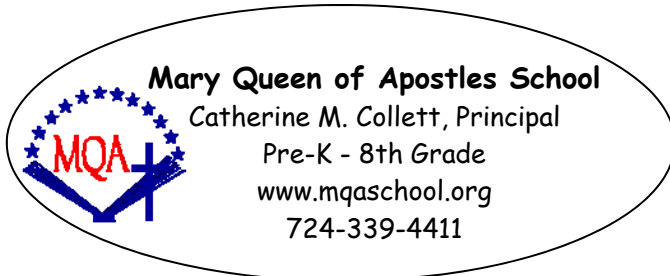 Mary Queen of Apostles School
Catherine M. Collett, Principal
MQA
Pre-K - 8th Grade
www.mqaschool.org
724-339-4411